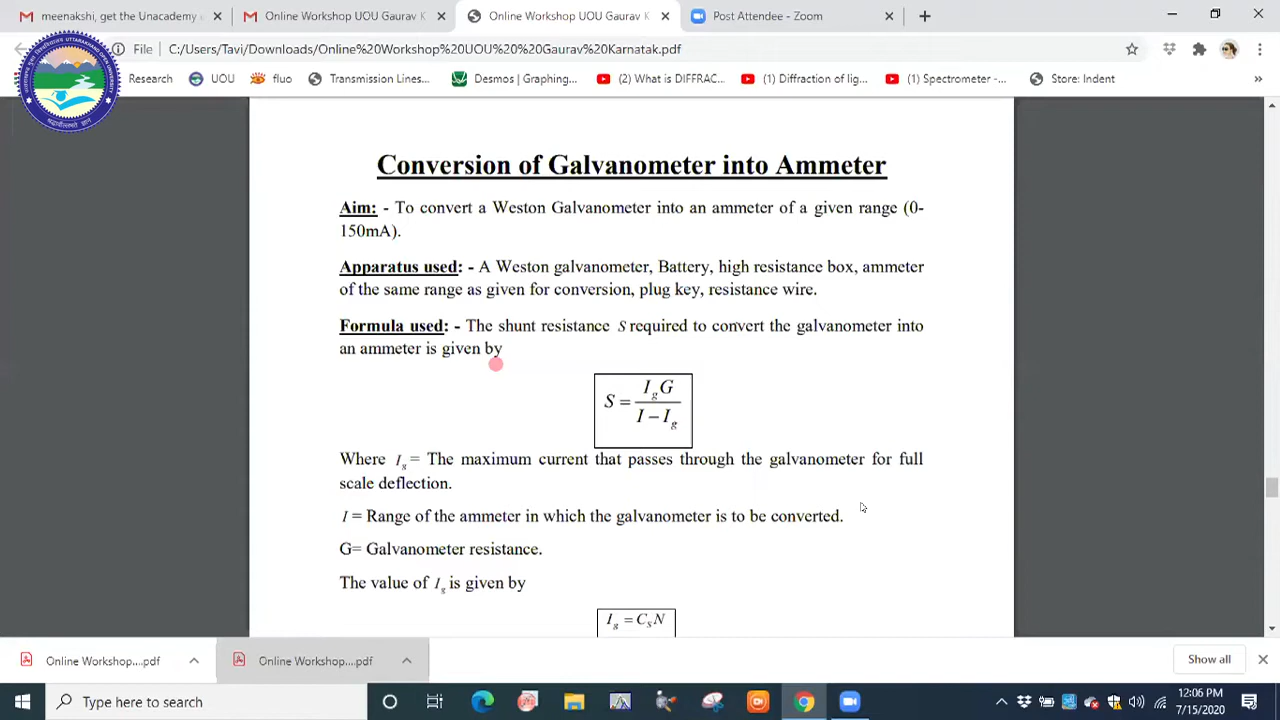 meenakshi, get the Unacademy
Online Workshop UOU Gaurav K
Online Workshop UOU Gaurav K
Post Attendee - Zoom
File
C:/Users/Tavi/Downloads/Online%20Workshop%20UOU%20%20Gaurav%20Karnatak.pdf
Research
UOU
fluo
Transmission Lines...
Desmos | Graphing...
(2) What is DIFFRAC...
(1) Diffraction of lig...
(1) Spectrometer -...
Store: Indent
Conversion of Galvanometer into Ammeter
Aim: - To convert a Weston Galvanometer into an ammeter of a given range (0-
150mA).
Apparatus used: - A Weston galvanometer, Battery, high resistance box, ammeter
of the same range as given for conversion, plug key, resistance wire.
Formula used: - The shunt resistance S required to convert the galvanometer into
an ammeter is given by
S = I_g G / I − I_g
Where I_g = The maximum current that passes through the galvanometer for full
scale deflection.
I = Range of the ammeter in which the galvanometer is to be converted.
G= Galvanometer resistance.
The value of I_g is given by
I_g = C_s N
Online Workshop....pdf
Online Workshop....pdf
Show all
Type here to search
12:06 PM
7/15/2020